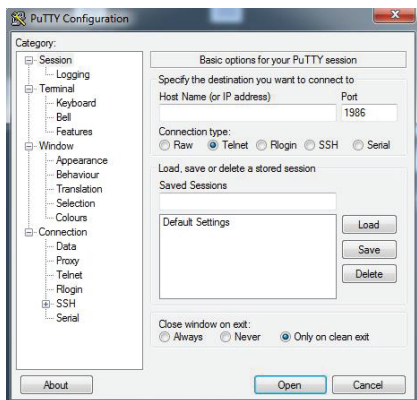 PuTTY Configuration
Category:
Session
Logging
Terminal
Keyboard
Bell
Features
Window
Appearance
Behaviour
Translation
Selection
Colours
Connection
Data
Proxy
Telnet
Rlogin
SSH
Serial
Basic options for your PuTTY session
Specify the destination you want to connect to
Host Name (or IP address) Port
1986
Connection type:
Raw Telnet Rlogin SSH Serial
Load, save or delete a stored session
Saved Sessions
Default Settings
Load
Save
Delete
Close window on exit:
Always Never Only on clean exit
About Open Cancel